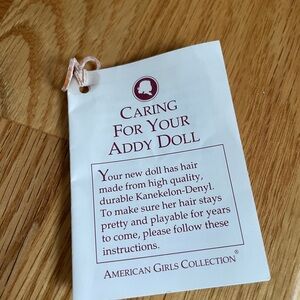 CARING
FOR YOUR
ADDY DOLL
Your new doll has hair
made from high quality,
durable Kanekelon-Denyl.
To make sure her hair stays
pretty and playable for years
to come, please follow these
instructions.
AMERICAN GIRLS COLLECTION®